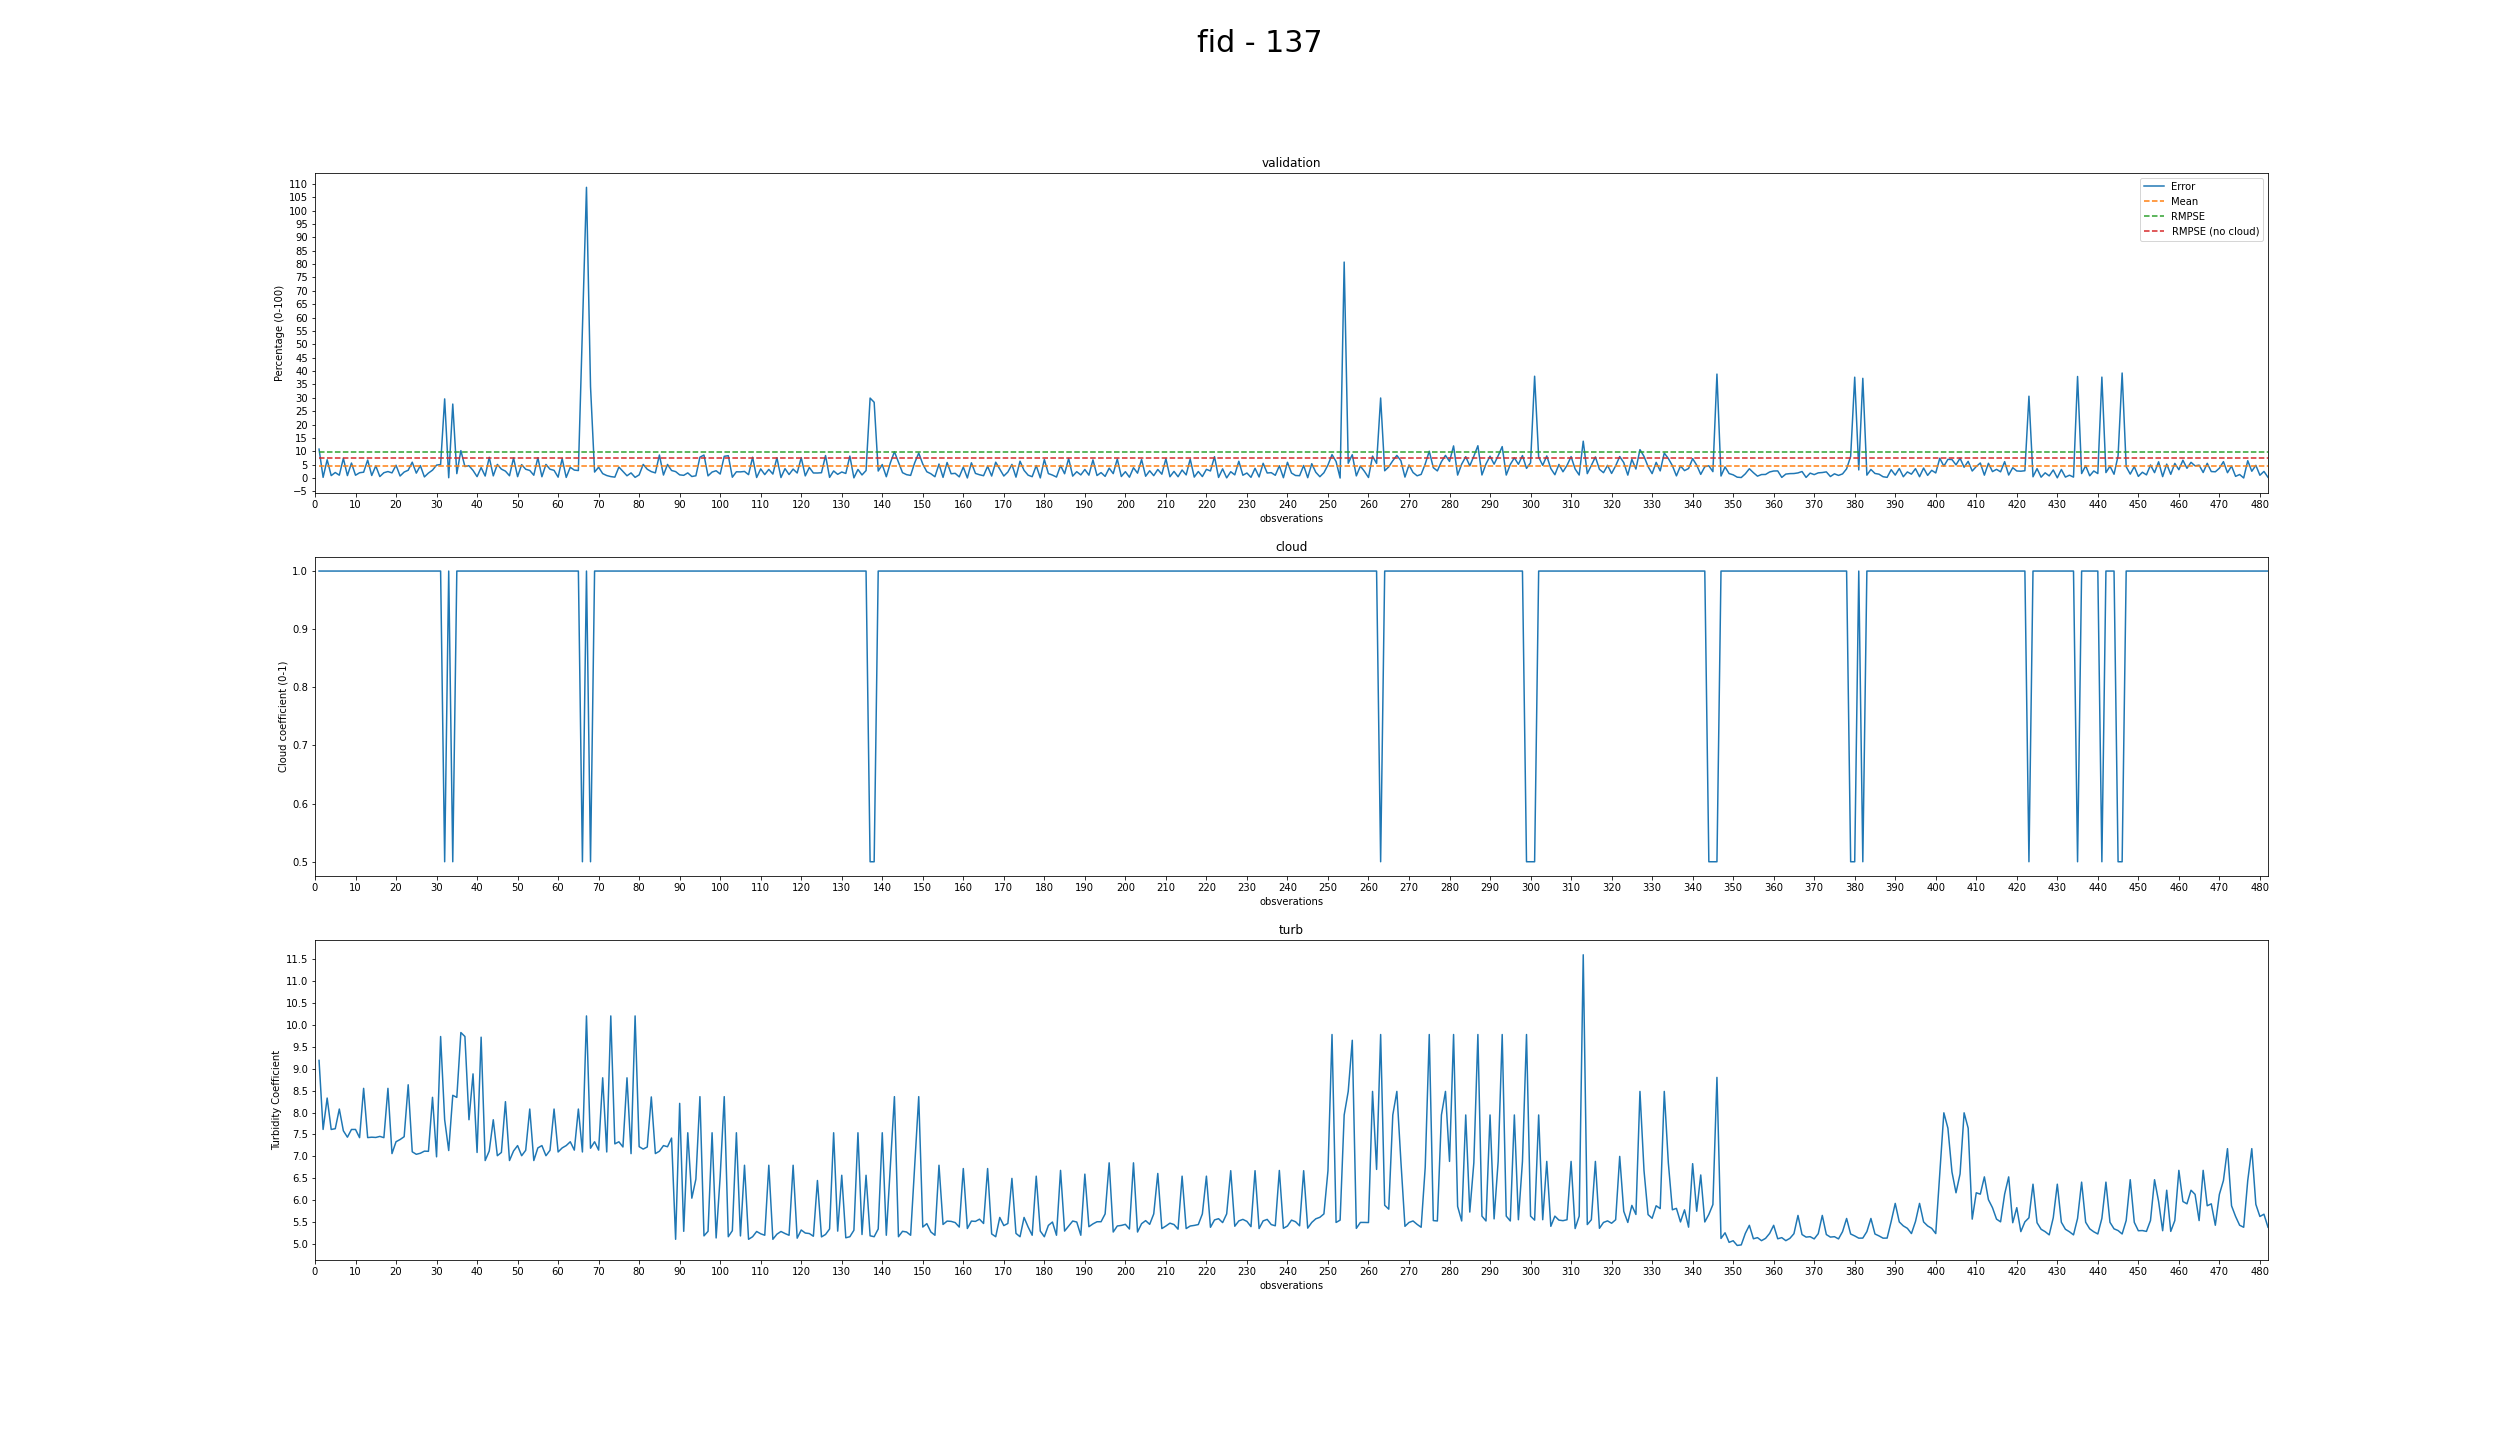 fid - 137
validation
110
105
100
95
90
85
80
75
70
65
60
55
50
45
40
35
30
25
20
15
10
5
0
−5
Percentage (0-100)
Error
Mean
RMPSE
RMPSE (no cloud)
0 10 20 30 40 50 60 70 80 90 100 110 120 130 140 150 160 170 180 190 200 210 220 230 240 250 260 270 280 290 300 310 320 330 340 350 360 370 380 390 400 410 420 430 440 450 460 470 480
obsverations
cloud
1.0
0.9
0.8
0.7
0.6
0.5
Cloud coefficient (0-1)
0 10 20 30 40 50 60 70 80 90 100 110 120 130 140 150 160 170 180 190 200 210 220 230 240 250 260 270 280 290 300 310 320 330 340 350 360 370 380 390 400 410 420 430 440 450 460 470 480
obsverations
turb
11.5
11.0
10.5
10.0
9.5
9.0
8.5
8.0
7.5
7.0
6.5
6.0
5.5
5.0
Turbidity Coefficient
0 10 20 30 40 50 60 70 80 90 100 110 120 130 140 150 160 170 180 190 200 210 220 230 240 250 260 270 280 290 300 310 320 330 340 350 360 370 380 390 400 410 420 430 440 450 460 470 480
obsverations